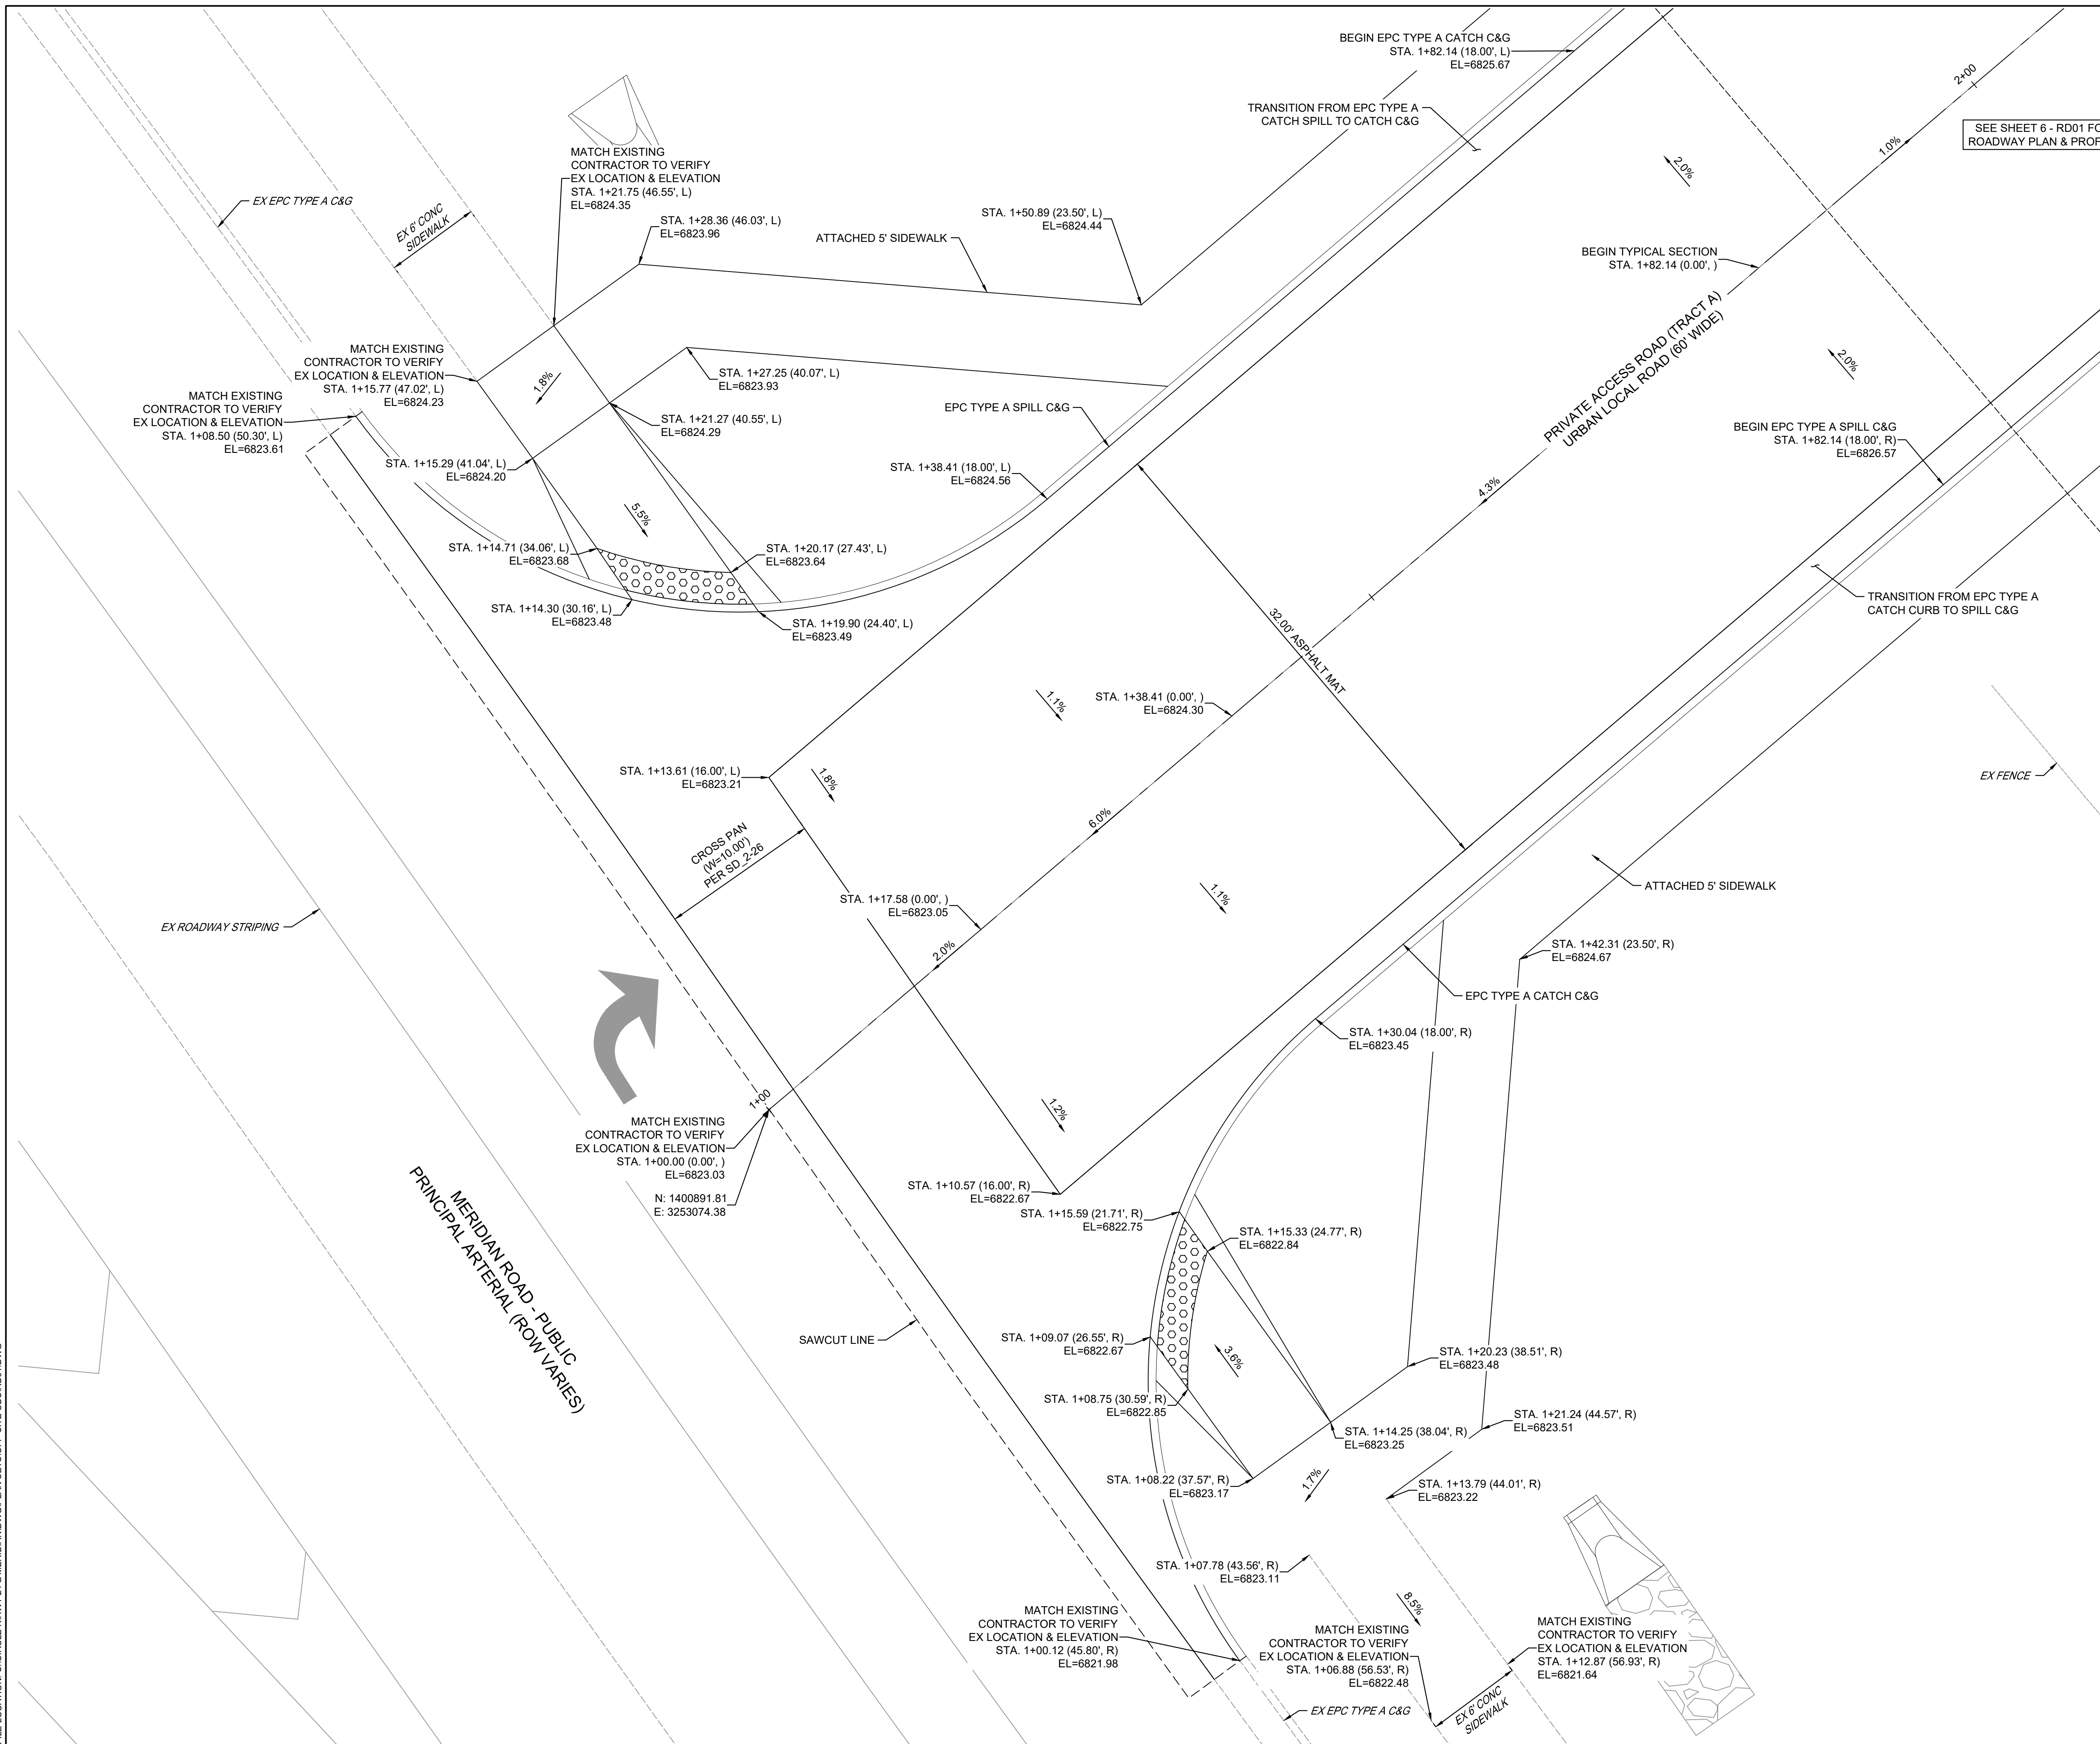 BEGIN EPC TYPE A CATCH C&G
STA. 1+82.14 (18.00', L)
EL=6825.67
TRANSITION FROM EPC TYPE A
CATCH SPILL TO CATCH C&G
2+00
SEE SHEET 6 - RD01 FO
ROADWAY PLAN & PROF
1.0%
2.0%
MATCH EXISTING
CONTRACTOR TO VERIFY
EX LOCATION & ELEVATION
STA. 1+21.75 (46.55', L)
EL=6824.35
EX EPC TYPE A C&G
EX 6' CONC
SIDEWALK
STA. 1+28.36 (46.03', L)
EL=6823.96
ATTACHED 5' SIDEWALK
STA. 1+50.89 (23.50', L)
EL=6824.44
BEGIN TYPICAL SECTION
STA. 1+82.14 (0.00', )
PRIVATE ACCESS ROAD (TRACT A)
URBAN LOCAL ROAD (60' WIDE)
2.0%
MATCH EXISTING
CONTRACTOR TO VERIFY
EX LOCATION & ELEVATION
STA. 1+15.77 (47.02', L)
EL=6824.23
MATCH EXISTING
CONTRACTOR TO VERIFY
EX LOCATION & ELEVATION
STA. 1+08.50 (50.30', L)
EL=6823.61
1.8%
STA. 1+27.25 (40.07', L)
EL=6823.93
STA. 1+21.27 (40.55', L)
EL=6824.29
EPC TYPE A SPILL C&G
BEGIN EPC TYPE A SPILL C&G
STA. 1+82.14 (18.00', R)
EL=6826.57
STA. 1+15.29 (41.04', L)
EL=6824.20
STA. 1+38.41 (18.00', L)
EL=6824.56
4.3%
5.5%
STA. 1+14.71 (34.06', L)
EL=6823.68
STA. 1+20.17 (27.43', L)
EL=6823.64
STA. 1+14.30 (30.16', L)
EL=6823.48
STA. 1+19.90 (24.40', L)
EL=6823.49
TRANSITION FROM EPC TYPE A
CATCH CURB TO SPILL C&G
32.00' ASPHALT MAT
1.1%
STA. 1+38.41 (0.00', )
EL=6824.30
STA. 1+13.61 (16.00', L)
EL=6823.21
1.8%
EX FENCE
6.0%
CROSS PAN
(W=10.00')
PER SD_2-26
ATTACHED 5' SIDEWALK
1.1%
STA. 1+17.58 (0.00', )
EL=6823.05
EX ROADWAY STRIPING
2.0%
STA. 1+42.31 (23.50', R)
EL=6824.67
EPC TYPE A CATCH C&G
STA. 1+30.04 (18.00', R)
EL=6823.45
1+00
1.2%
MATCH EXISTING
CONTRACTOR TO VERIFY
EX LOCATION & ELEVATION
STA. 1+00.00 (0.00', )
EL=6823.03
N: 1400891.81
E: 3253074.38
STA. 1+10.57 (16.00', R)
EL=6822.67
STA. 1+15.59 (21.71', R)
EL=6822.75
STA. 1+15.33 (24.77', R)
EL=6822.84
MERIDIAN ROAD - PUBLIC
PRINCIPAL ARTERIAL (ROW VARIES)
SAWCUT LINE
STA. 1+09.07 (26.55', R)
EL=6822.67
3.6%
STA. 1+20.23 (38.51', R)
EL=6823.48
STA. 1+08.75 (30.59', R)
EL=6822.85
STA. 1+21.24 (44.57', R)
EL=6823.51
STA. 1+14.25 (38.04', R)
EL=6823.25
STA. 1+08.22 (37.57', R)
EL=6823.17
1.7%
STA. 1+13.79 (44.01', R)
EL=6823.22
STA. 1+07.78 (43.56', R)
EL=6823.11
8.5%
MATCH EXISTING
CONTRACTOR TO VERIFY
EX LOCATION & ELEVATION
STA. 1+00.12 (45.80', R)
EL=6821.98
MATCH EXISTING
CONTRACTOR TO VERIFY
EX LOCATION & ELEVATION
STA. 1+06.88 (56.53', R)
EL=6822.48
MATCH EXISTING
CONTRACTOR TO VERIFY
EX LOCATION & ELEVATION
STA. 1+12.87 (56.93', R)
EL=6821.64
EX EPC TYPE A C&G
EX 6' CONC
SIDEWALK